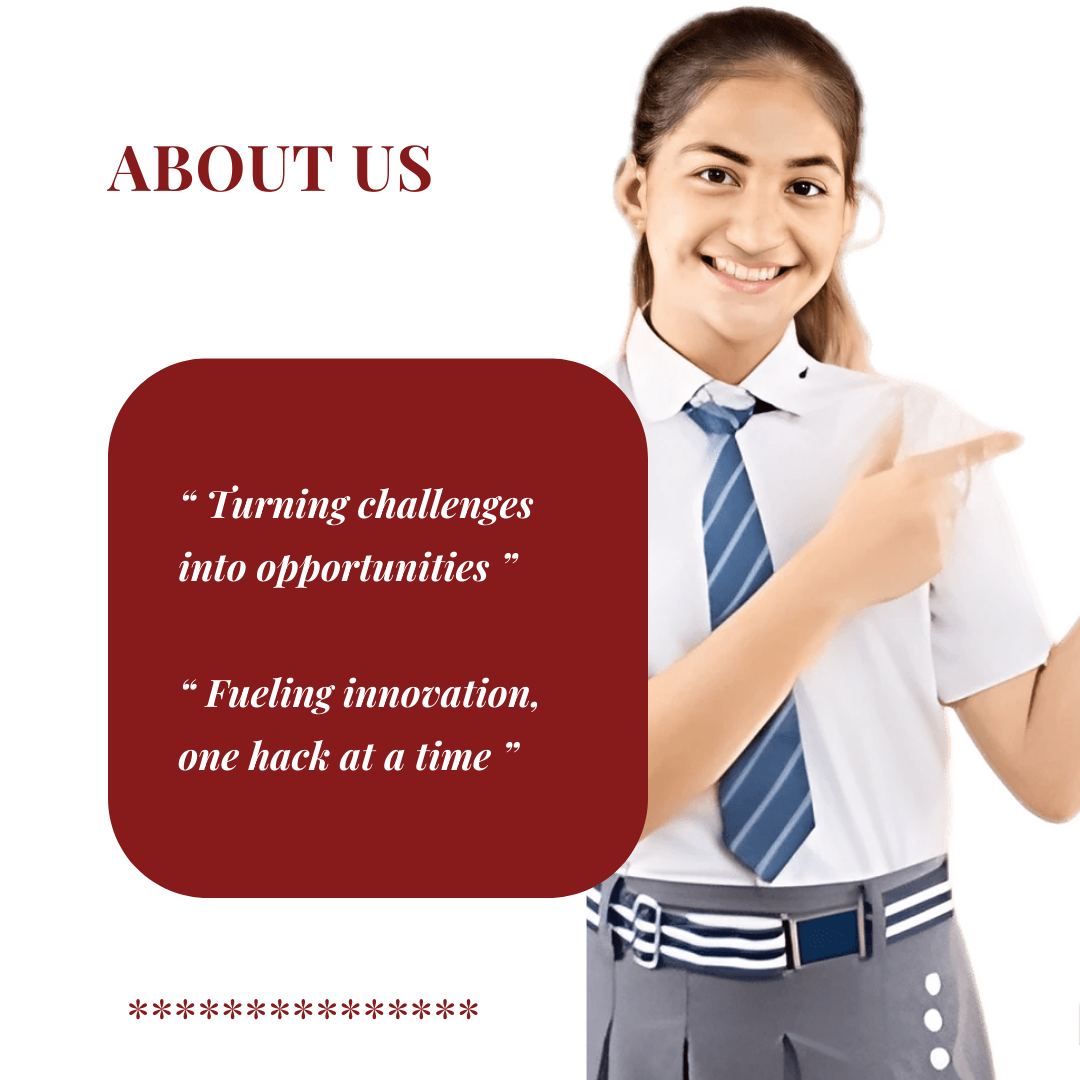 ABOUT US
“ Turning challenges
into opportunities ”
“ Fueling innovation,
one hack at a time ”
***************